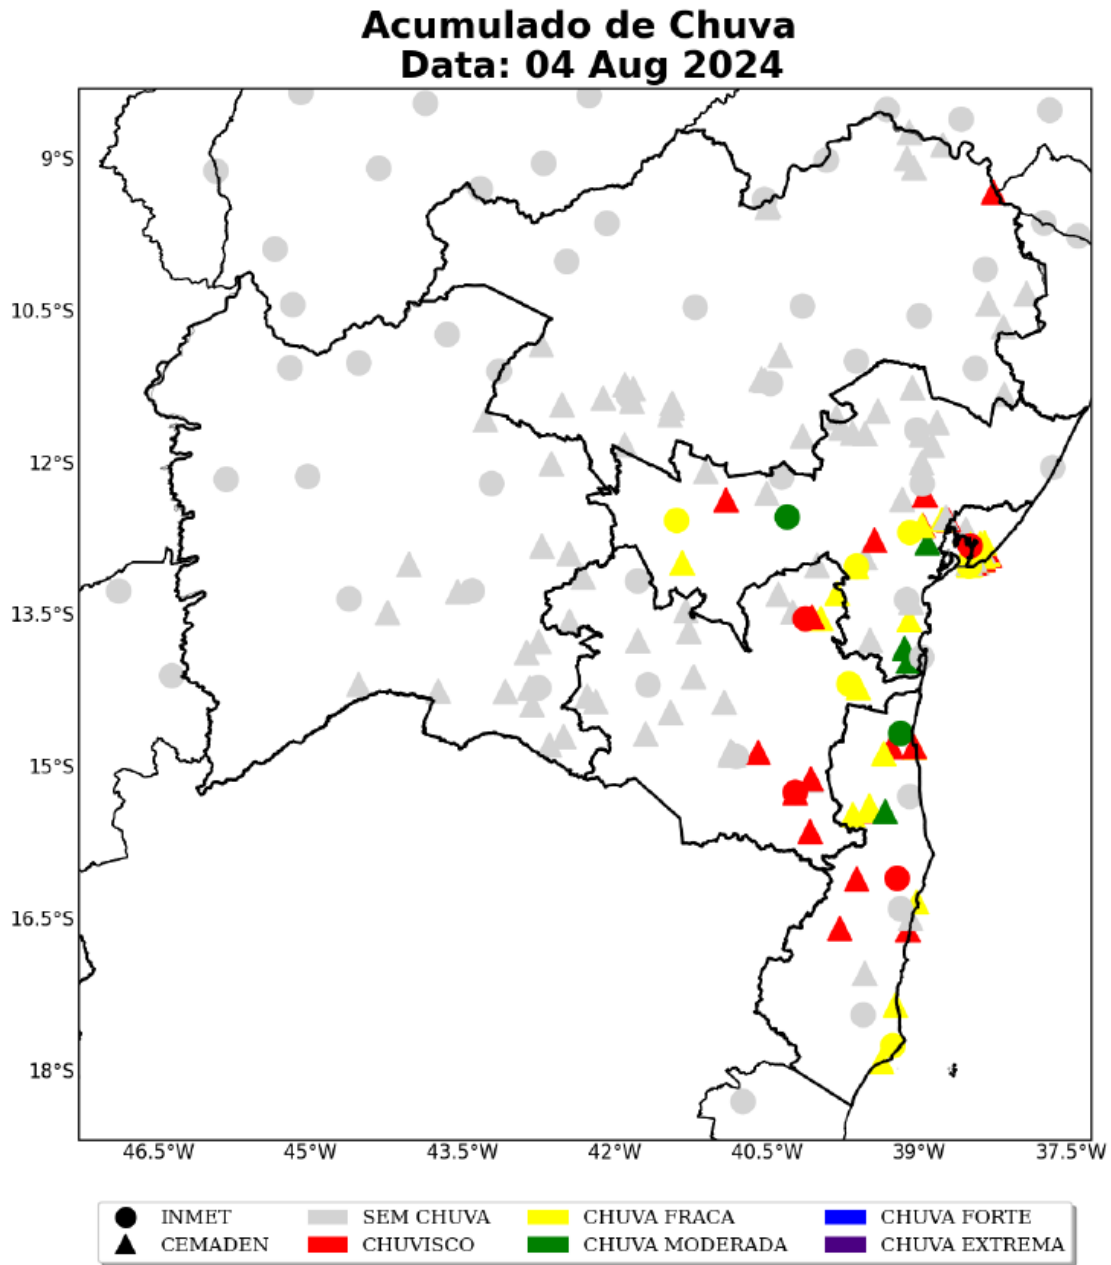 Acumulado de Chuva
Data: 04 Aug 2024
9°S
10.5°S
12°S
13.5°S
15°S
16.5°S
18°S
46.5°W 45°W 43.5°W 42°W 40.5°W 39°W 37.5°W
INMET SEM CHUVA CHUVA FRACA CHUVA FORTE
CEMADEN CHUVISCO CHUVA MODERADA CHUVA EXTREMA